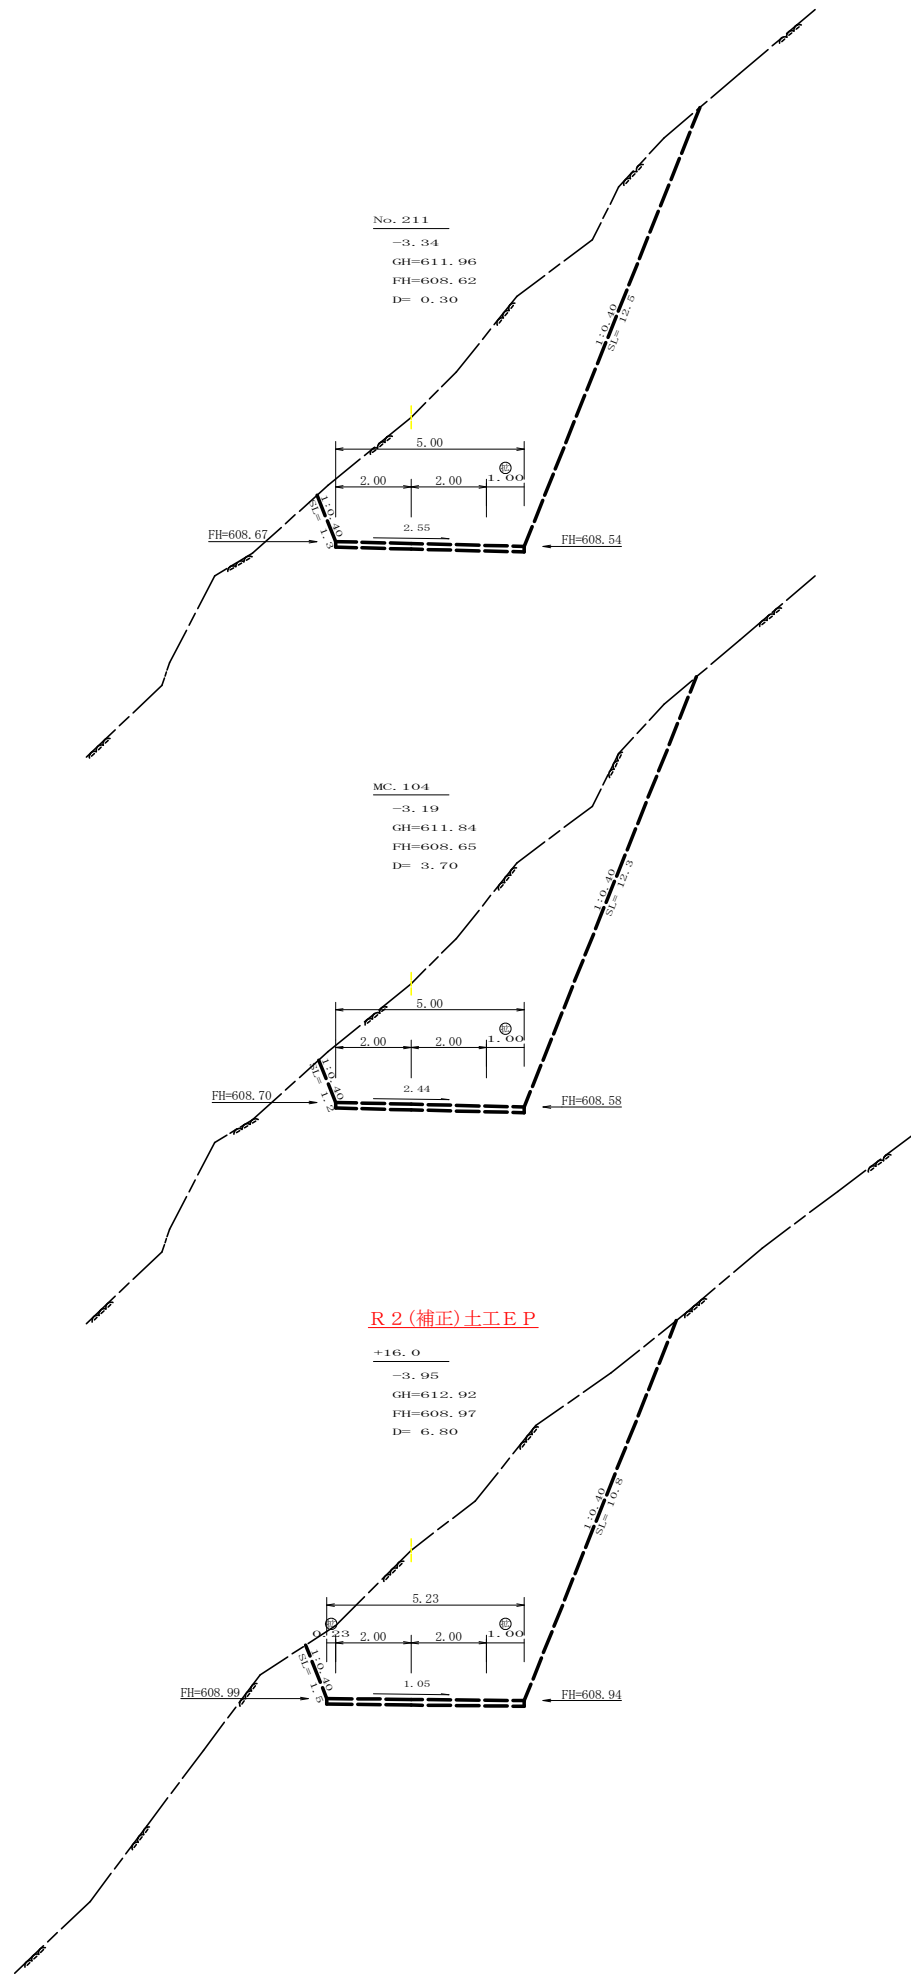 No. 211
-3. 34
GH=611. 96
FH=608. 62
D= 0. 30
1:0. 40
SL= 12. 5
5. 00
拡
2. 00
2. 00
1. 00
1:0. 40
SL= 1. 3
2. 55
FH=608. 67
FH=608. 54
MC. 104
-3. 19
GH=611. 84
FH=608. 65
D= 3. 70
1:0. 40
SL= 12. 3
5. 00
拡
2. 00
2. 00
1. 00
1:0. 40
SL= 1. 2
2. 44
FH=608. 70
FH=608. 58
R 2 (補正) 土工E P
+16. 0
-3. 95
GH=612. 92
FH=608. 97
D= 6. 80
1:0. 40
SL= 10. 8
5. 23
拡
拡
0. 23
2. 00
2. 00
1. 00
1:0. 40
SL= 1. 5
1. 05
FH=608. 99
FH=608. 94